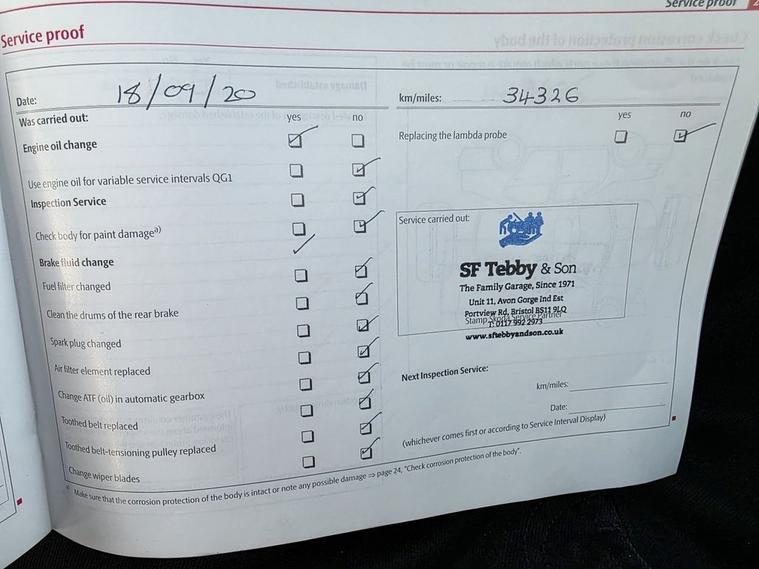 Service proof
Service proof
Date: 18/09/20
km/miles: 34326
Was carried out: yes no
Engine oil change
Use engine oil for variable service intervals QG1
Inspection Service
Check body for paint damage a)
Brake fluid change
Fuel filter changed
Clean the drums of the rear brake
Spark plug changed
Air filter element replaced
Change ATF (oil) in automatic gearbox
Toothed belt replaced
Toothed belt-tensioning pulley replaced
Change wiper blades
yes no
Replacing the lambda probe
Service carried out:
SF Tebby & Son
The Family Garage, Since 1971
Unit 11, Avon Gorge Ind Est
Portview Rd, Bristol BS11 9LQ
Stamp Škoda Service Partner
T: 0117 992 2973
www.sftebbyandson.co.uk
Next Inspection Service:
km/miles:
Date:
(whichever comes first or according to Service Interval Display)
a) Make sure that the corrosion protection of the body is intact or note any possible damage ⇒ page 24, "Check corrosion protection of the body".